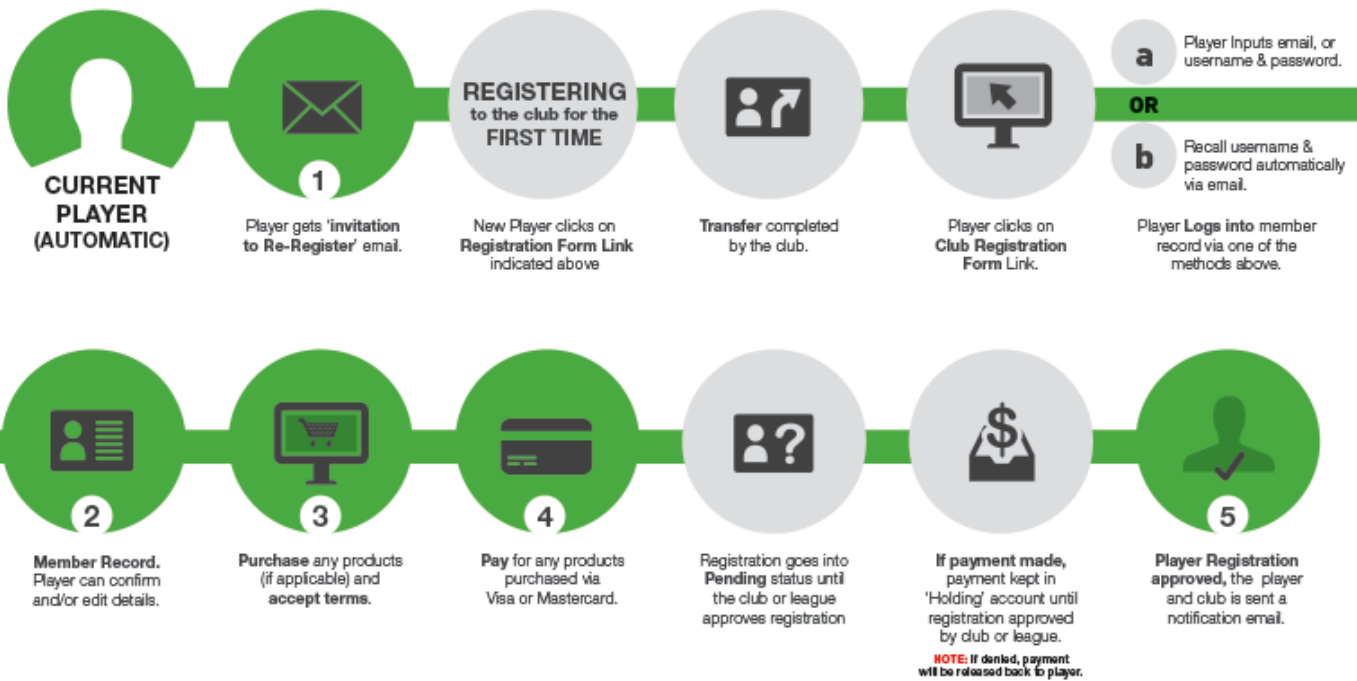 CURRENT
PLAYER
(AUTOMATIC)
1
Player gets 'invitation
to Re-Register' email.
REGISTERING
to the club for the
FIRST TIME
New Player clicks on
Registration Form Link
indicated above
Transfer completed
by the club.
Player clicks on
Club Registration
Form Link.
a
Player Inputs email, or
username & password.
OR
b
Recall username &
password automatically
via email.
Player Logs into member
record via one of the
methods above.
2
Member Record.
Player can confirm
and/or edit details.
3
Purchase any products
(if applicable) and
accept terms.
4
Pay for any products
purchased via
Visa or Mastercard.
?
Registration goes into
Pending status until
the club or league
approves registration
$
If payment made,
payment kept in
'Holding' account until
registration approved
by club or league.
NOTE: If denied, payment
will be released back to player.
5
Player Registration
approved, the player
and club is sent a
notification email.